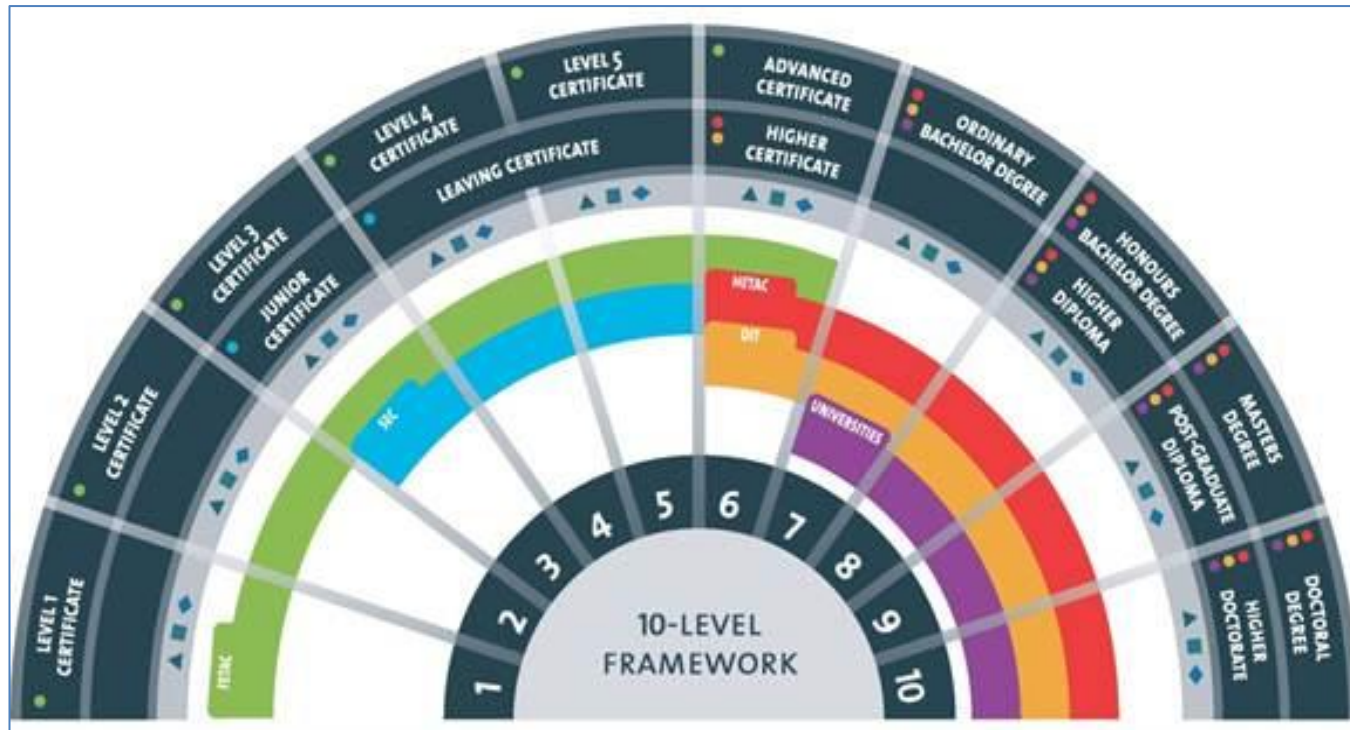 LEVEL 1
CERTIFICATE
LEVEL 2
CERTIFICATE
LEVEL 3
CERTIFICATE
LEVEL 4
CERTIFICATE
LEVEL 5
CERTIFICATE
ADVANCED
CERTIFICATE
ORDINARY
BACHELOR DEGREE
HONOURS
BACHELOR DEGREE
MASTERS
DEGREE
DOCTORAL
DEGREE
JUNIOR
CERTIFICATE
LEAVING CERTIFICATE
HIGHER
CERTIFICATE
HIGHER
DIPLOMA
POST-GRADUATE
DIPLOMA
HIGHER
DOCTORATE
FETAC
SEC
HETAC
DIT
UNIVERSITIES
1
2
3
4
5
6
7
8
9
10
10-LEVEL
FRAMEWORK